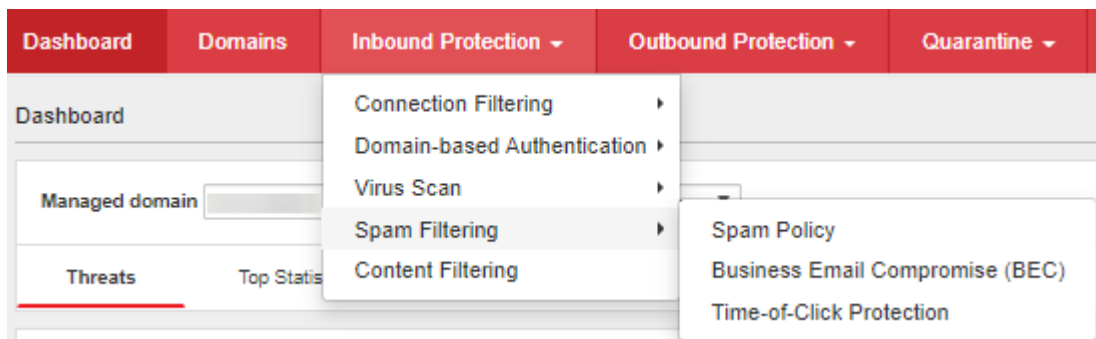 Dashboard Domains Inbound Protection Outbound Protection Quarantine
Dashboard
Connection Filtering
Domain-based Authentication
Managed domain
Virus Scan
Spam Filtering
Spam Policy
Threats
Top Statis
Content Filtering
Business Email Compromise (BEC)
Time-of-Click Protection